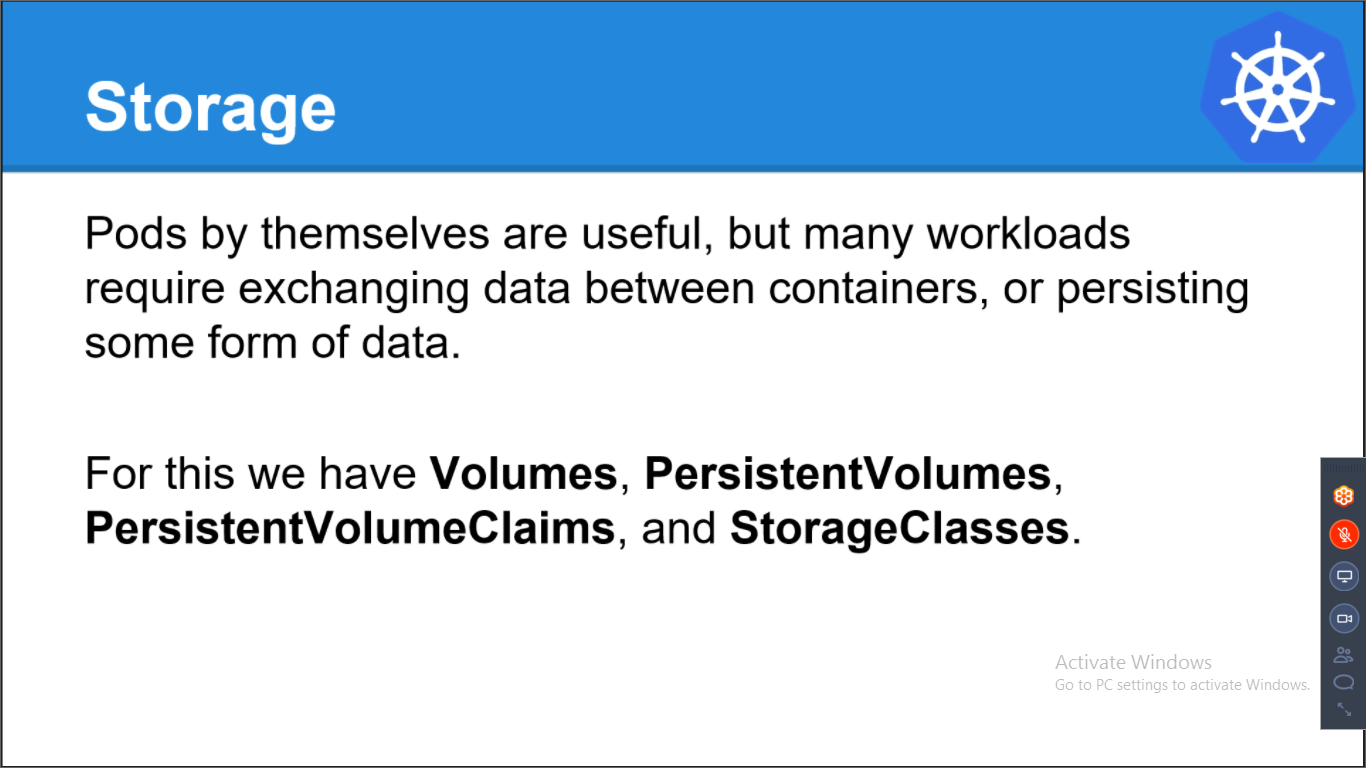 Storage
Pods by themselves are useful, but many workloads
require exchanging data between containers, or persisting
some form of data.
For this we have Volumes, PersistentVolumes,
PersistentVolumeClaims, and StorageClasses.
Activate Windows
Go to PC settings to activate Windows.